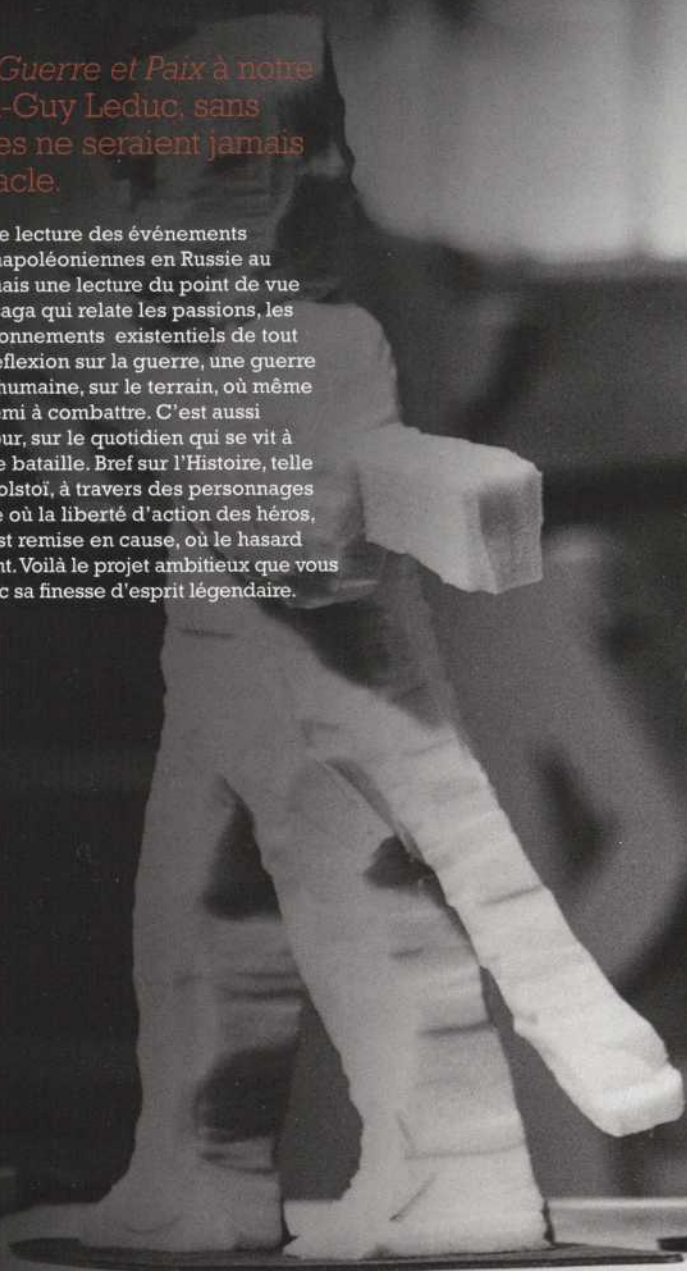 Guerre et Paix à notre
-Guy Leduc, sans
es ne seraient jamais
acle.
e lecture des événements
napoléoniennes en Russie au
nais une lecture du point de vue
saga qui relate les passions, les
onnements existentiels de tout
éflexion sur la guerre, une guerre
humaine, sur le terrain, où même
emi à combattre. C'est aussi
our, sur le quotidien qui se vit à
e bataille. Bref sur l'Histoire, telle
olstoï, à travers des personnages
e où la liberté d'action des héros,
est remise en cause, où le hasard
nt. Voilà le projet ambitieux que vous
c sa finesse d'esprit légendaire.